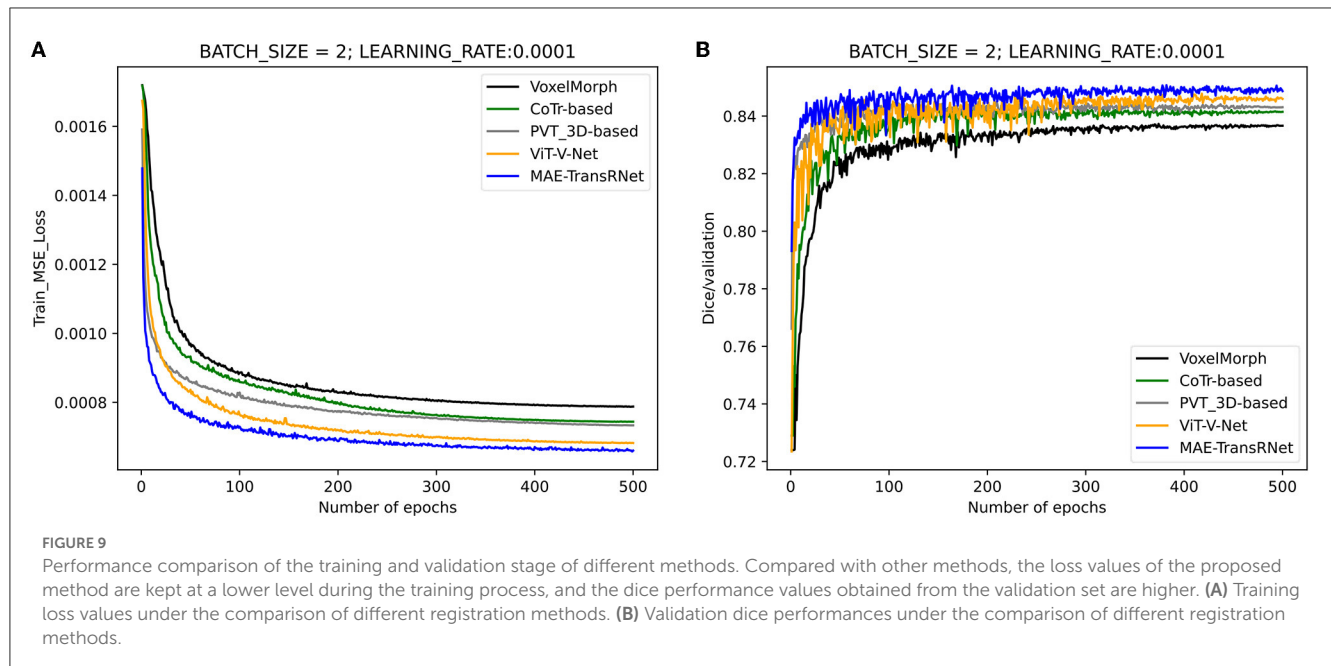 A
BATCH_SIZE = 2; LEARNING_RATE:0.0001
VoxelMorph
CoTr-based
PVT_3D-based
ViT-V-Net
MAE-TransRNet
Train_MSE_Loss
0.0016
0.0014
0.0012
0.0010
0.0008
0 100 200 300 400 500
Number of epochs
B
BATCH_SIZE = 2; LEARNING_RATE:0.0001
Dice/validation
0.84
0.82
0.80
0.78
0.76
0.74
0.72
VoxelMorph
CoTr-based
PVT_3D-based
ViT-V-Net
MAE-TransRNet
0 100 200 300 400 500
Number of epochs
FIGURE 9
Performance comparison of the training and validation stage of different methods. Compared with other methods, the loss values of the proposed
method are kept at a lower level during the training process, and the dice performance values obtained from the validation set are higher. (A) Training
loss values under the comparison of different registration methods. (B) Validation dice performances under the comparison of different registration
methods.